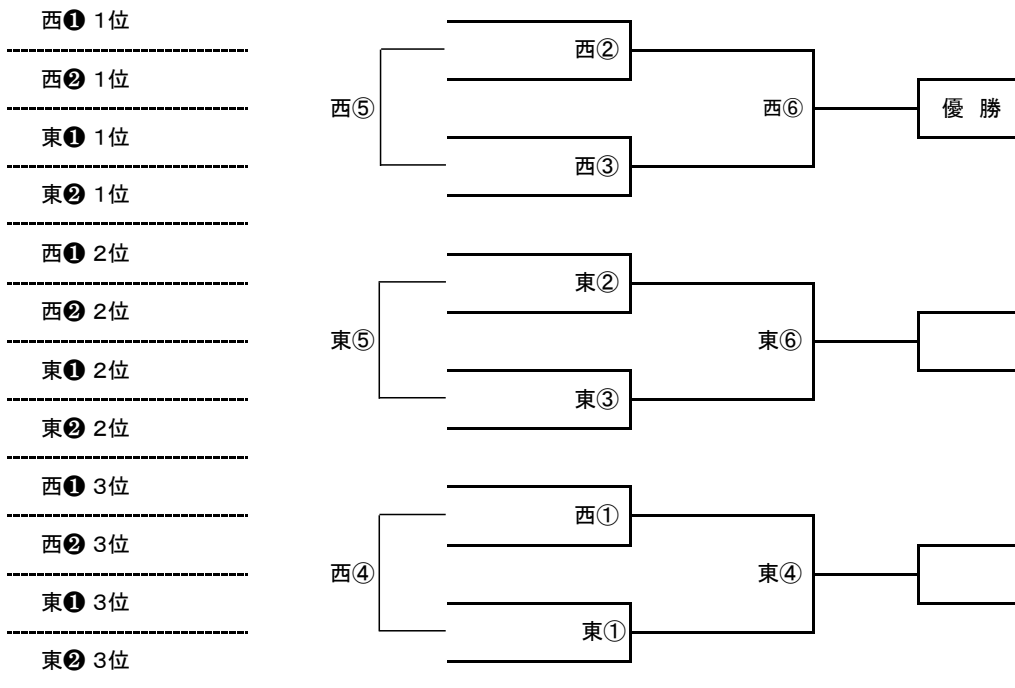 西❶ 1位
西❷ 1位
東❶ 1位
東❷ 1位
西❶ 2位
西❷ 2位
東❶ 2位
東❷ 2位
西❶ 3位
西❷ 3位
東❶ 3位
東❷ 3位
西②
西⑤
西⑥
優 勝
西③
東②
東⑤
東⑥
東③
西①
西④
東④
東①